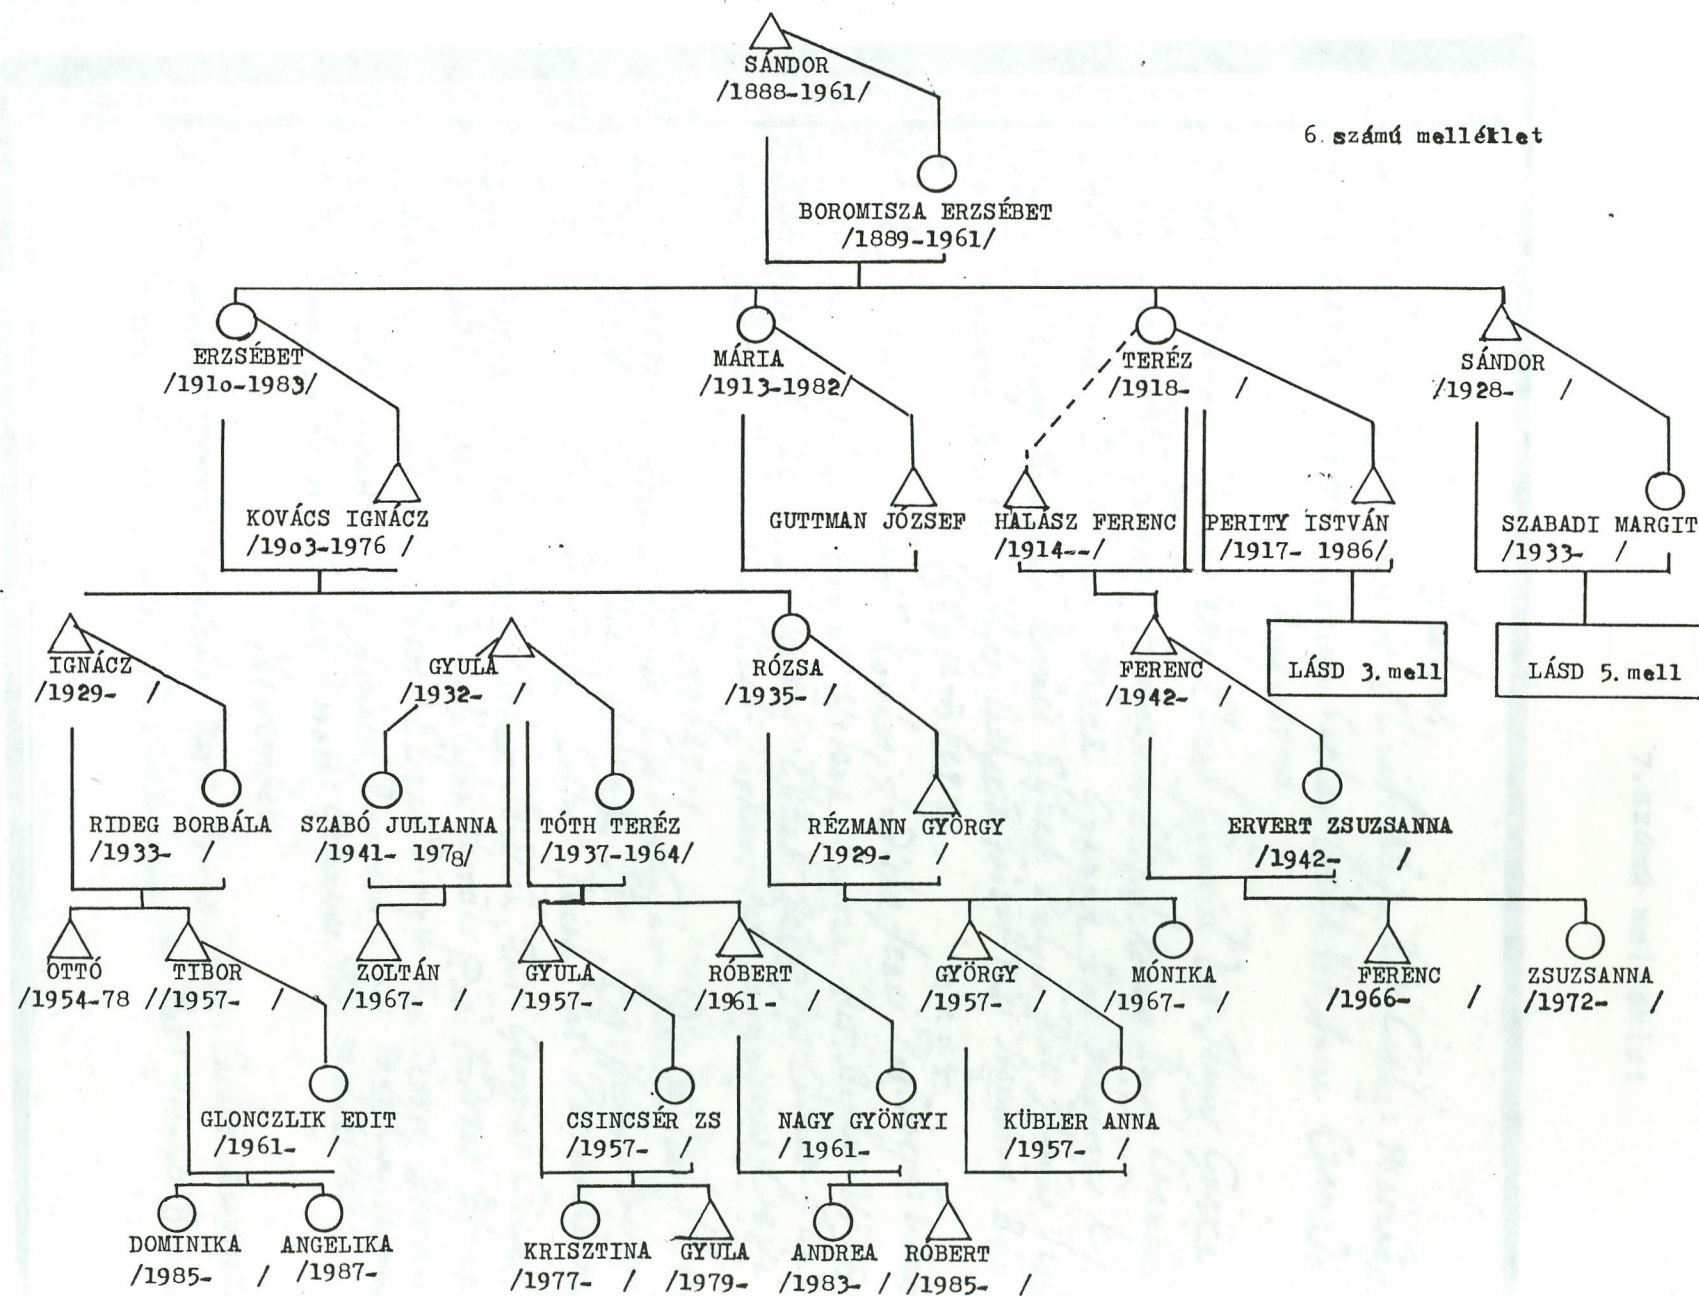 SÁNDOR
/1888-1961/
6. számú melléklet
BOROMISZA ERZSÉBET
/1889-1961/
ERZSÉBET
/1910-1983/
MÁRIA
/1913-1982/
TERÉZ
/1918- /
SÁNDOR
/1928- /
KOVÁCS IGNÁCZ
/1903-1976 /
GUTTMAN JÓZSEF
HALÁSZ FERENC
/1914--/
PERITY ISTVÁN
/1917- 1986/
SZABADI MARGIT
/1933- /
IGNÁCZ
/1929- /
GYULA
/1932- /
RÓZSA
/1935- /
FERENC
/1942- /
LÁSD 3. mell
LÁSD 5. mell
7. számú melléklet
RIDEG BORBÁLA
/1933- /
SZABÓ JULIANNA
/1941- 1978/
TÓTH TERÉZ
/1937-1964/
RÉZMANN GYÖRGY
/1929- /
ERVERT ZSUZSANNA
/1942- /
OTTÓ
/1954-78 /
TIBOR
/1957- /
ZOLTÁN
/1967- /
GYULA
/1957- /
RÓBERT
/1961- /
GYÖRGY
/1957- /
MÓNIKA
/1967- /
FERENC
/1966- /
ZSUZSANNA
/1972- /
GLONCZLIK EDIT
/1961- /
CSINCSÉR ZS
/1957- /
NAGY GYÖNGYI
/ 1961- /
KÜBLER ANNA
/1957- /
DOMINIKA
/1985- /
ANGELIKA
/1987-
KRISZTINA
/1977- /
GYULA
/1979-
ANDREA
/1983- /
RÓBERT
/1985- /